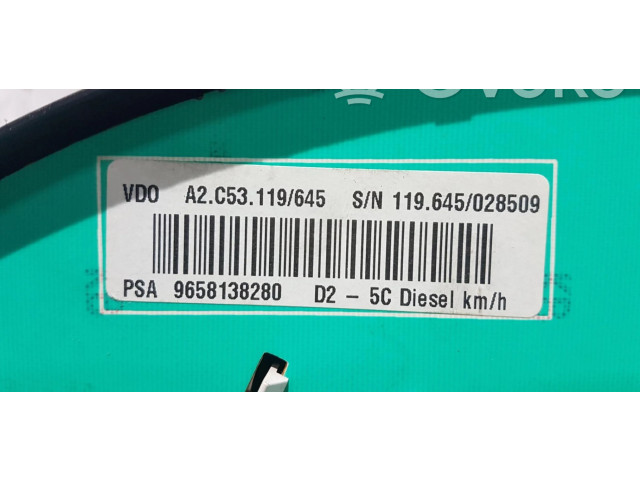 VDO A2.C53.119/645 S/N 119.645/028509
PSA 9658138280 D2 - 5C Diesel km/h